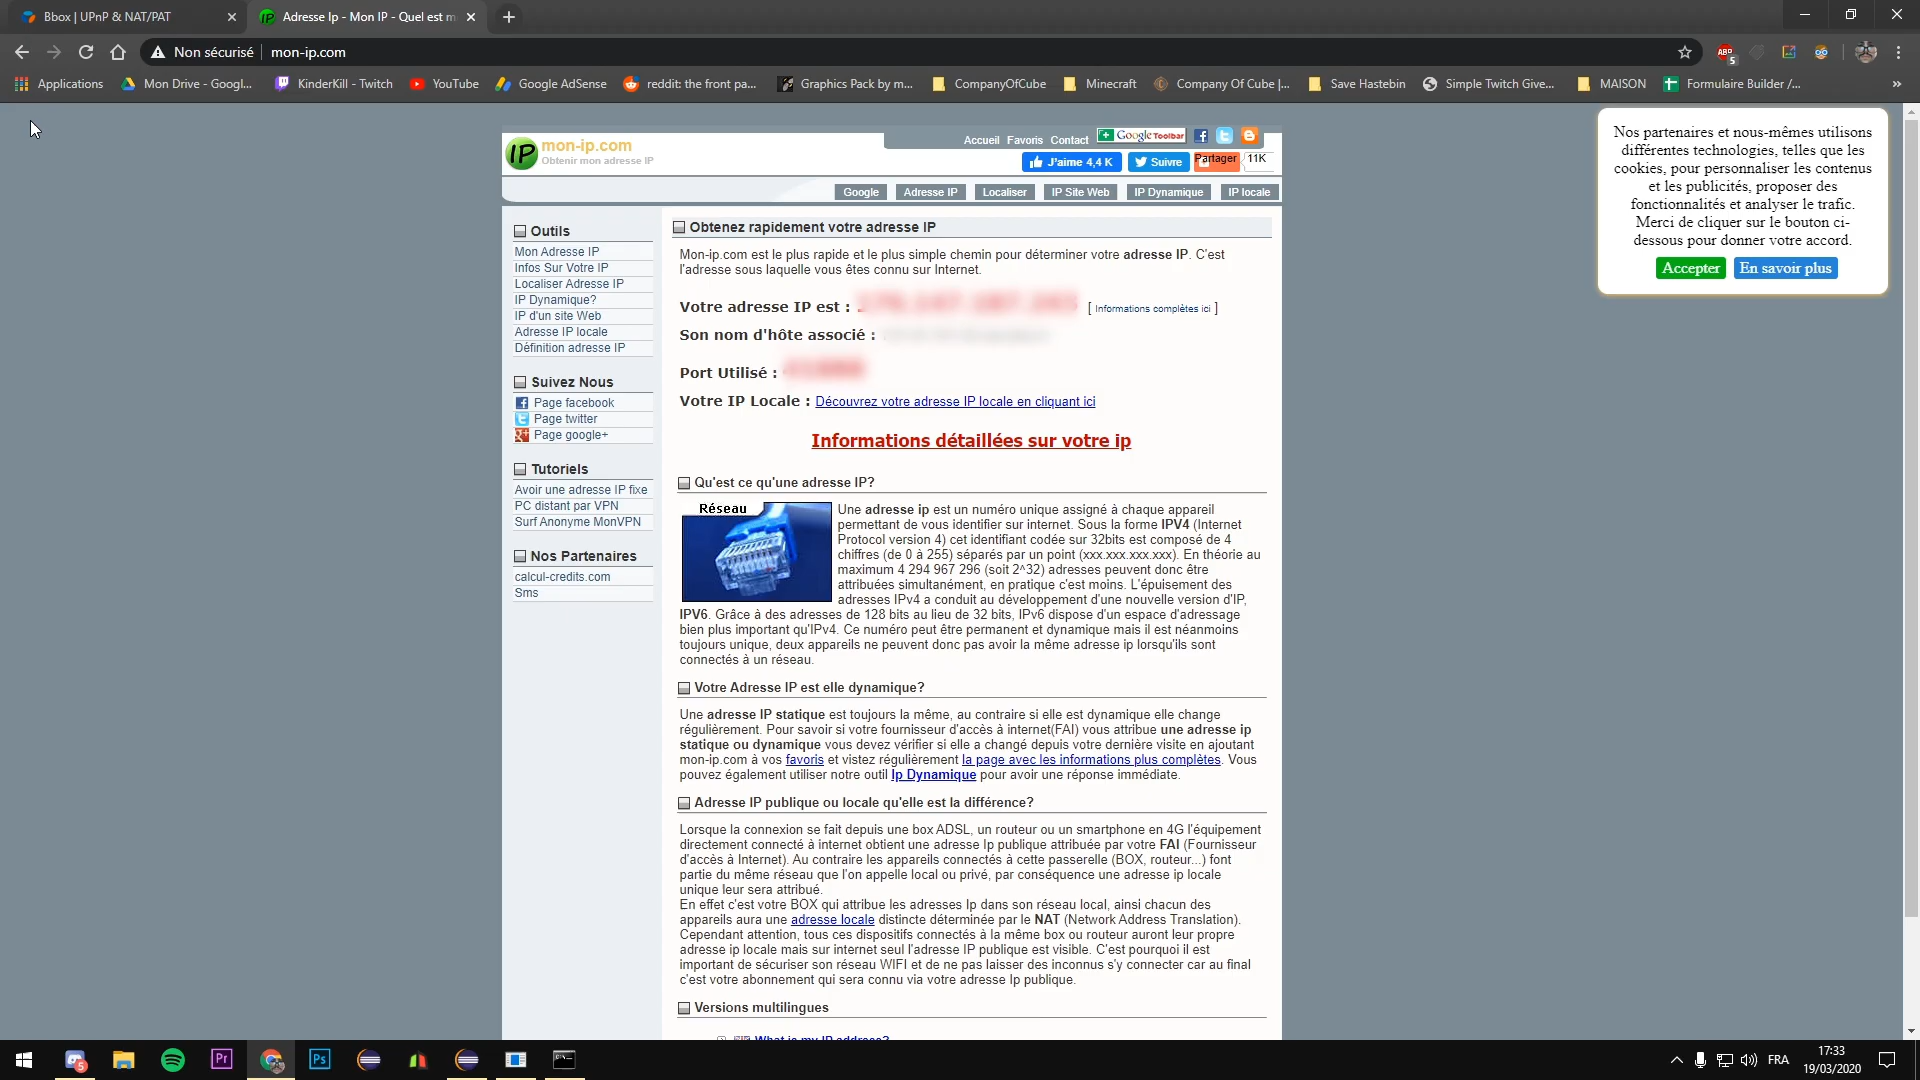 Bbox | UPnP & NAT/PAT
Adresse Ip - Mon IP - Quel est m
Non sécurisé
mon-ip.com
ABP
5
Applications
Mon Drive - Googl...
KinderKill - Twitch
YouTube
Google AdSense
reddit: the front pa...
Graphics Pack by m...
CompanyOfCube
Minecraft
Company Of Cube |...
Save Hastebin
Simple Twitch Give...
MAISON
Formulaire Builder /...
»
IP
mon-ip.com
Obtenir mon adresse IP
Accueil Favoris Contact
Google Toolbar
J'aime 4,4 K
Suivre
Partager
11K
Google
Adresse IP
Localiser
IP Site Web
IP Dynamique
IP locale
Nos partenaires et nous-mêmes utilisons
différentes technologies, telles que les
cookies, pour personnaliser les contenus
et les publicités, proposer des
fonctionnalités et analyser le trafic.
Merci de cliquer sur le bouton ci-
dessous pour donner votre accord.
Accepter
En savoir plus
Outils
Mon Adresse IP
Infos Sur Votre IP
Localiser Adresse IP
IP Dynamique?
IP d'un site Web
Adresse IP locale
Définition adresse IP
Suivez Nous
Page facebook
Page twitter
Page google+
Tutoriels
Avoir une adresse IP fixe
PC distant par VPN
Surf Anonyme MonVPN
Nos Partenaires
calcul-credits.com
Sms
Obtenez rapidement votre adresse IP
Mon-ip.com est le plus rapide et le plus simple chemin pour déterminer votre adresse IP. C'est
l'adresse sous laquelle vous êtes connu sur Internet.
Votre adresse IP est : [ Informations complètes ici ]
Son nom d'hôte associé :
Port Utilisé :
Votre IP Locale : Découvrez votre adresse IP locale en cliquant ici
Informations détaillées sur votre ip
Qu'est ce qu'une adresse IP?
Réseau
Une adresse ip est un numéro unique assigné à chaque appareil
permettant de vous identifier sur internet. Sous la forme IPV4 (Internet
Protocol version 4) cet identifiant codée sur 32bits est composé de 4
chiffres (de 0 à 255) séparés par un point (xxx.xxx.xxx.xxx). En théorie au
maximum 4 294 967 296 (soit 2^32) adresses peuvent donc être
attribuées simultanément, en pratique c'est moins. L'épuisement des
adresses IPv4 a conduit au développement d'une nouvelle version d'IP,
IPV6. Grâce à des adresses de 128 bits au lieu de 32 bits, IPv6 dispose d'un espace d'adressage
bien plus important qu'IPv4. Ce numéro peut être permanent et dynamique mais il est néanmoins
toujours unique, deux appareils ne peuvent donc pas avoir la même adresse ip lorsqu'ils sont
connectés à un réseau.
Votre Adresse IP est elle dynamique?
Une adresse IP statique est toujours la même, au contraire si elle est dynamique elle change
régulièrement. Pour savoir si votre fournisseur d'accès à internet(FAI) vous attribue une adresse ip
statique ou dynamique vous devez vérifier si elle a changé depuis votre dernière visite en ajoutant
mon-ip.com à vos favoris et vistez régulièrement la page avec les informations plus complètes. Vous
pouvez également utiliser notre outil Ip Dynamique pour avoir une réponse immédiate.
Adresse IP publique ou locale qu'elle est la différence?
Lorsque la connexion se fait depuis une box ADSL, un routeur ou un smartphone en 4G l'équipement
directement connecté à internet obtient une adresse Ip publique attribuée par votre FAI (Fournisseur
d'accès à Internet). Au contraire les appareils connectés à cette passerelle (BOX, routeur...) font
partie du même réseau que l'on appelle local ou privé, par conséquence une adresse ip locale
unique leur sera attribué.
En effet c'est votre BOX qui attribue les adresses Ip dans son réseau local, ainsi chacun des
appareils aura une adresse locale distincte déterminée par le NAT (Network Address Translation).
Cependant attention, tous ces dispositifs connectés à la même box ou routeur auront leur propre
adresse ip locale mais sur internet seul l'adresse IP publique est visible. C'est pourquoi il est
important de sécuriser son réseau WIFI et de ne pas laisser des inconnus s'y connecter car au final
c'est votre abonnement qui sera connu via votre adresse Ip publique.
Versions multilingues
What is my IP address?
5
Pr
Ps
FRA
17:33
19/03/2020